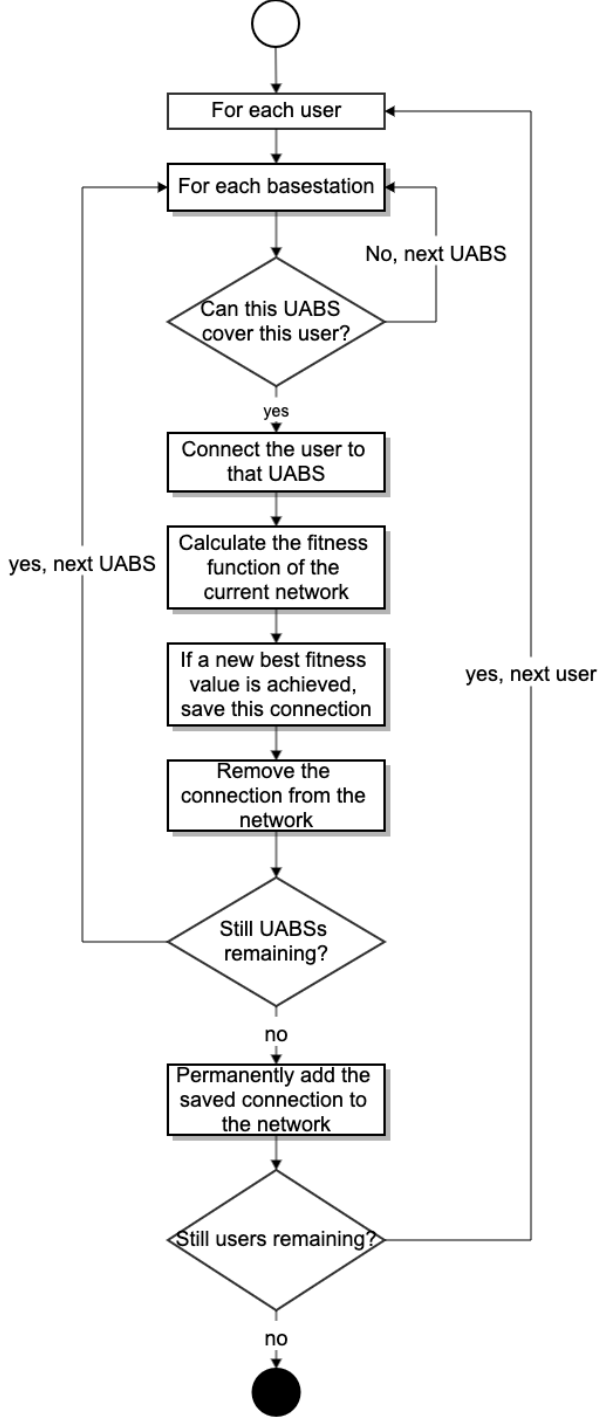 For each user
For each basestation
No, next UABS
Can this UABS
cover this user?
yes
Connect the user to
that UABS
Calculate the fitness
function of the
current network
yes, next UABS
If a new best fitness
value is achieved,
save this connection
yes, next user
Remove the
connection from the
network
Still UABSs
remaining?
no
Permanently add the
saved connection to
the network
Still users remaining?
no